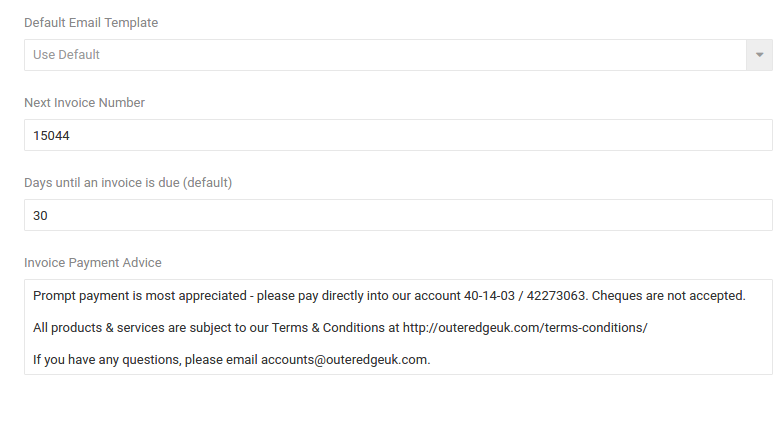 Default Email Template
Use Default
Next Invoice Number
15044
Days until an invoice is due (default)
30
Invoice Payment Advice
Prompt payment is most appreciated - please pay directly into our account 40-14-03 / 42273063. Cheques are not accepted.
All products & services are subject to our Terms & Conditions at http://outeredgeuk.com/terms-conditions/
If you have any questions, please email accounts@outeredgeuk.com.